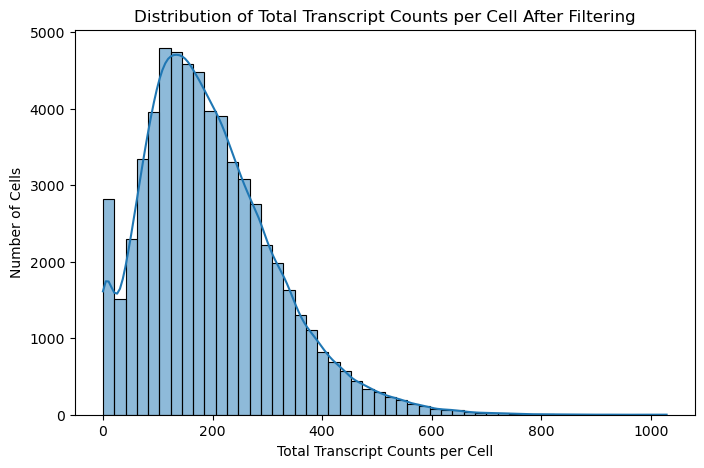 Distribution of Total Transcript Counts per Cell After Filtering
Number of Cells
5000
4000
3000
2000
1000
0
0 200 400 600 800 1000
Total Transcript Counts per Cell